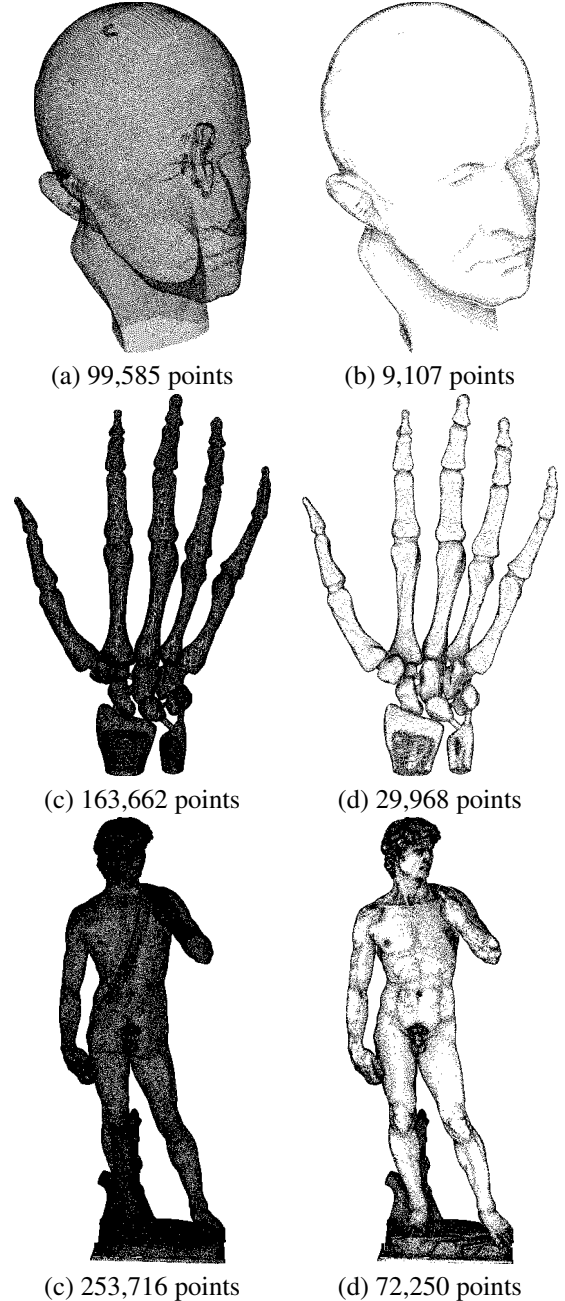 (a) 99,585 points
(b) 9,107 points
(c) 163,662 points
(d) 29,968 points
(c) 253,716 points
(d) 72,250 points